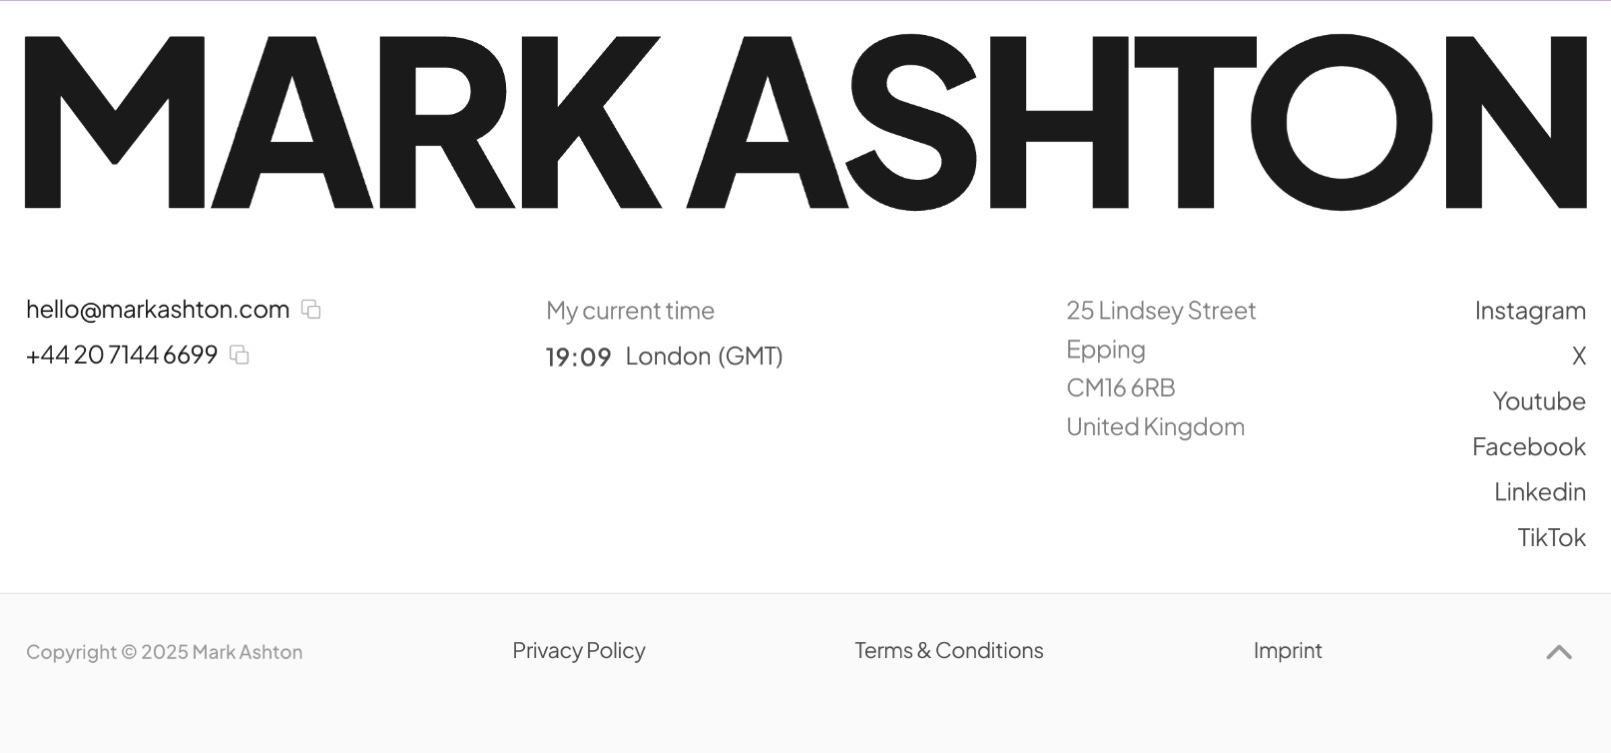 MARK ASHTON
hello@markashton.com
+44 20 7144 6699
My current time
19:09 London (GMT)
25 Lindsey Street
Epping
CM16 6RB
United Kingdom
Instagram
X
Youtube
Facebook
Linkedin
TikTok
Copyright © 2025 Mark Ashton
Privacy Policy
Terms & Conditions
Imprint